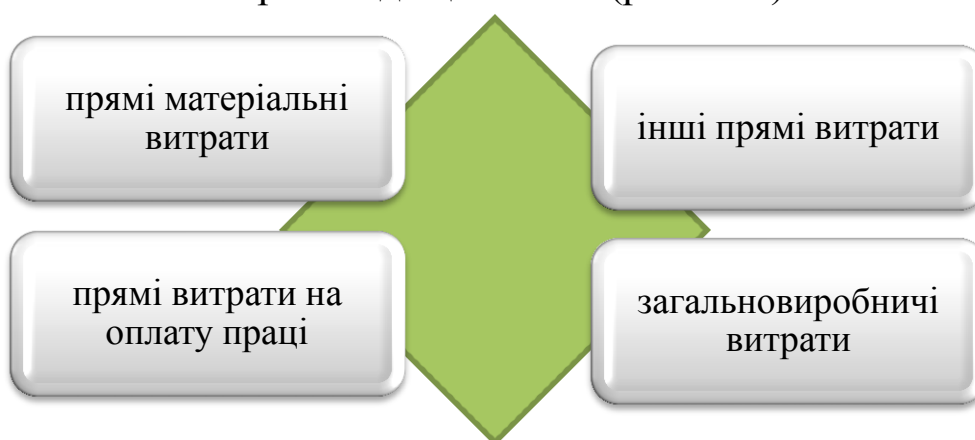 прямі матеріальні
витрати
інші прямі витрати
прямі витрати на
оплату праці
загальновиробничі
витрати